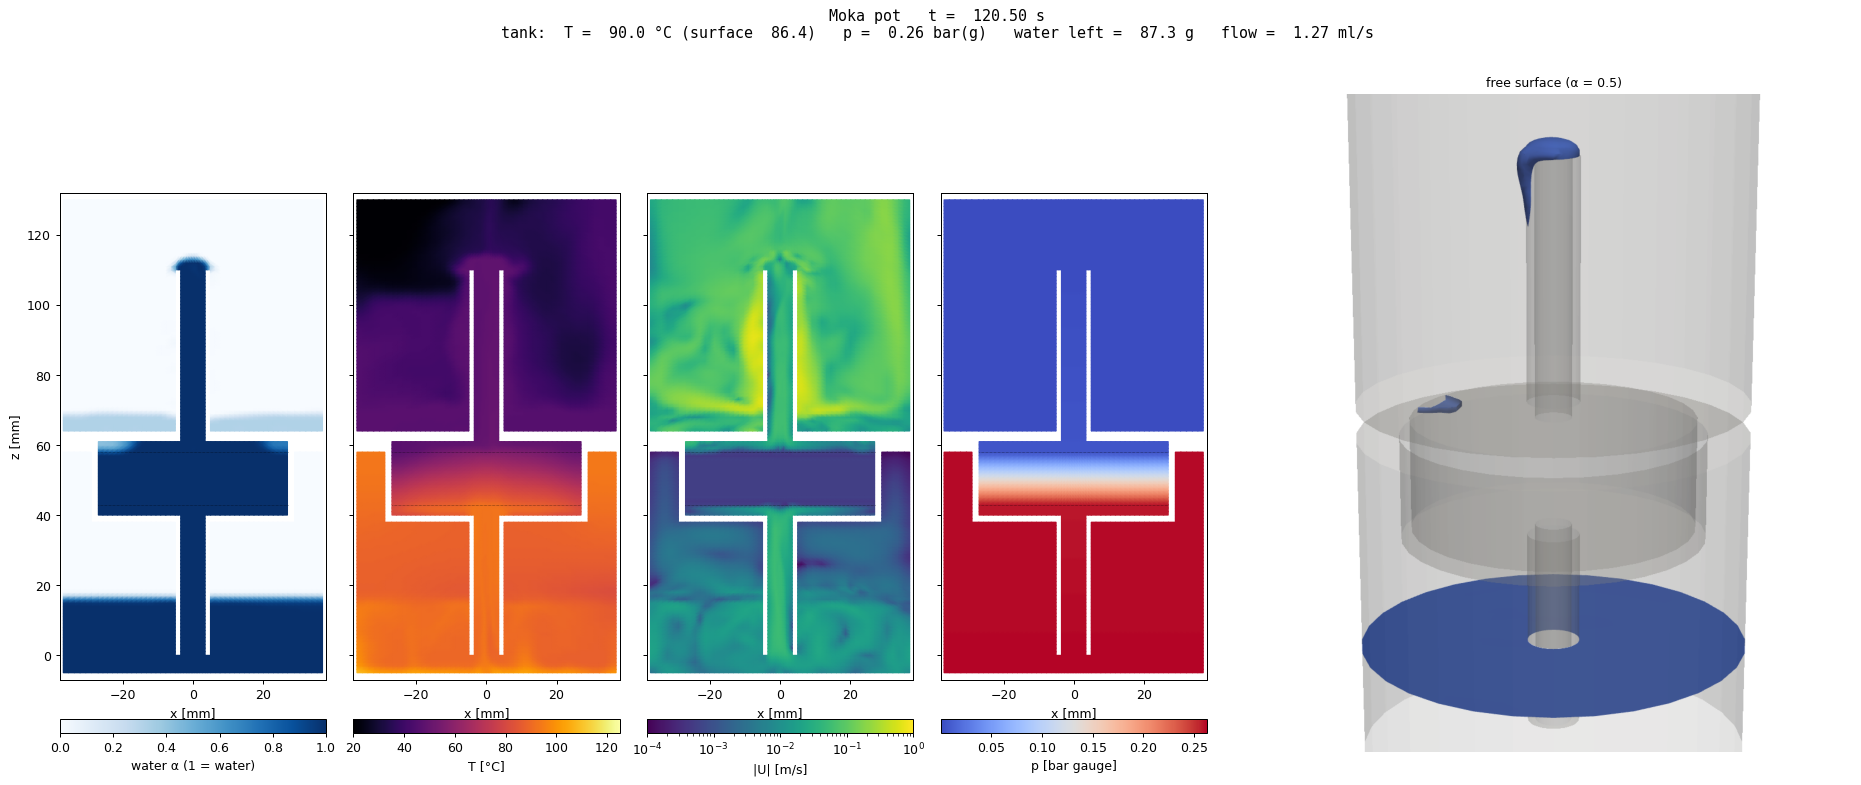 Moka pot   t =  120.50 s
tank:  T =  90.0 °C (surface  86.4)   p =  0.26 bar(g)   water left =  87.3 g   flow =  1.27 ml/s
free surface (α = 0.5)
z [mm]
120
100
80
60
40
20
0
−20 0 20
x [mm]
−20 0 20
x [mm]
−20 0 20
x [mm]
−20 0 20
x [mm]
0.0 0.2 0.4 0.6 0.8 1.0
water α (1 = water)
20 40 60 80 100 120
T [°C]
10⁻⁴ 10⁻³ 10⁻² 10⁻¹ 10⁰
|U| [m/s]
0.05 0.10 0.15 0.20 0.25
p [bar gauge]